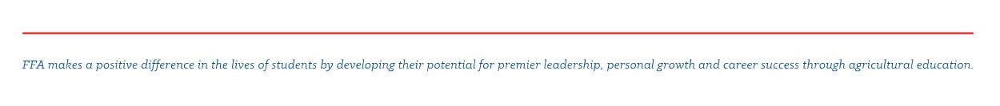 FFA makes a positive difference in the lives of students by developing their potential for premier leadership, personal growth and career success through agricultural education.